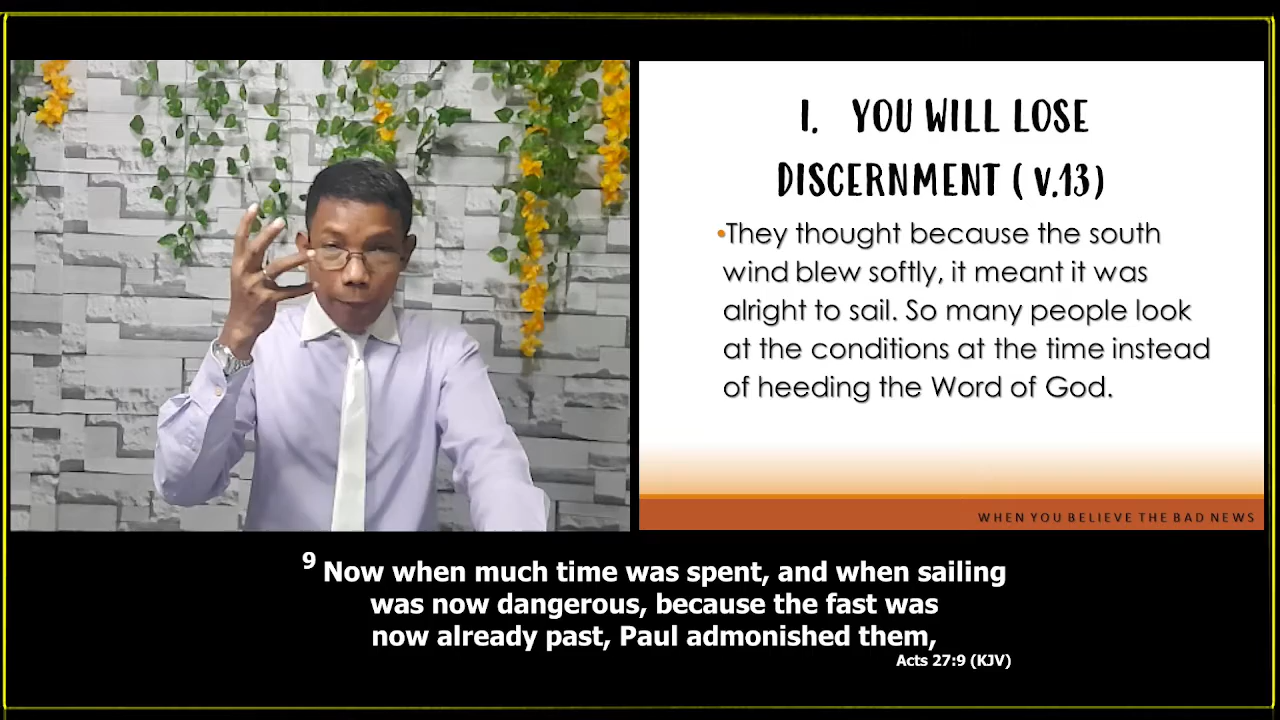 I. YOU WILL LOSE
DISCERNMENT ( V.13)
•They thought because the south
wind blew softly, it meant it was
alright to sail. So many people look
at the conditions at the time instead
of heeding the Word of God.
WHEN YOU BELIEVE THE BAD NEWS
9 Now when much time was spent, and when sailing
was now dangerous, because the fast was
now already past, Paul admonished them,
Acts 27:9 (KJV)